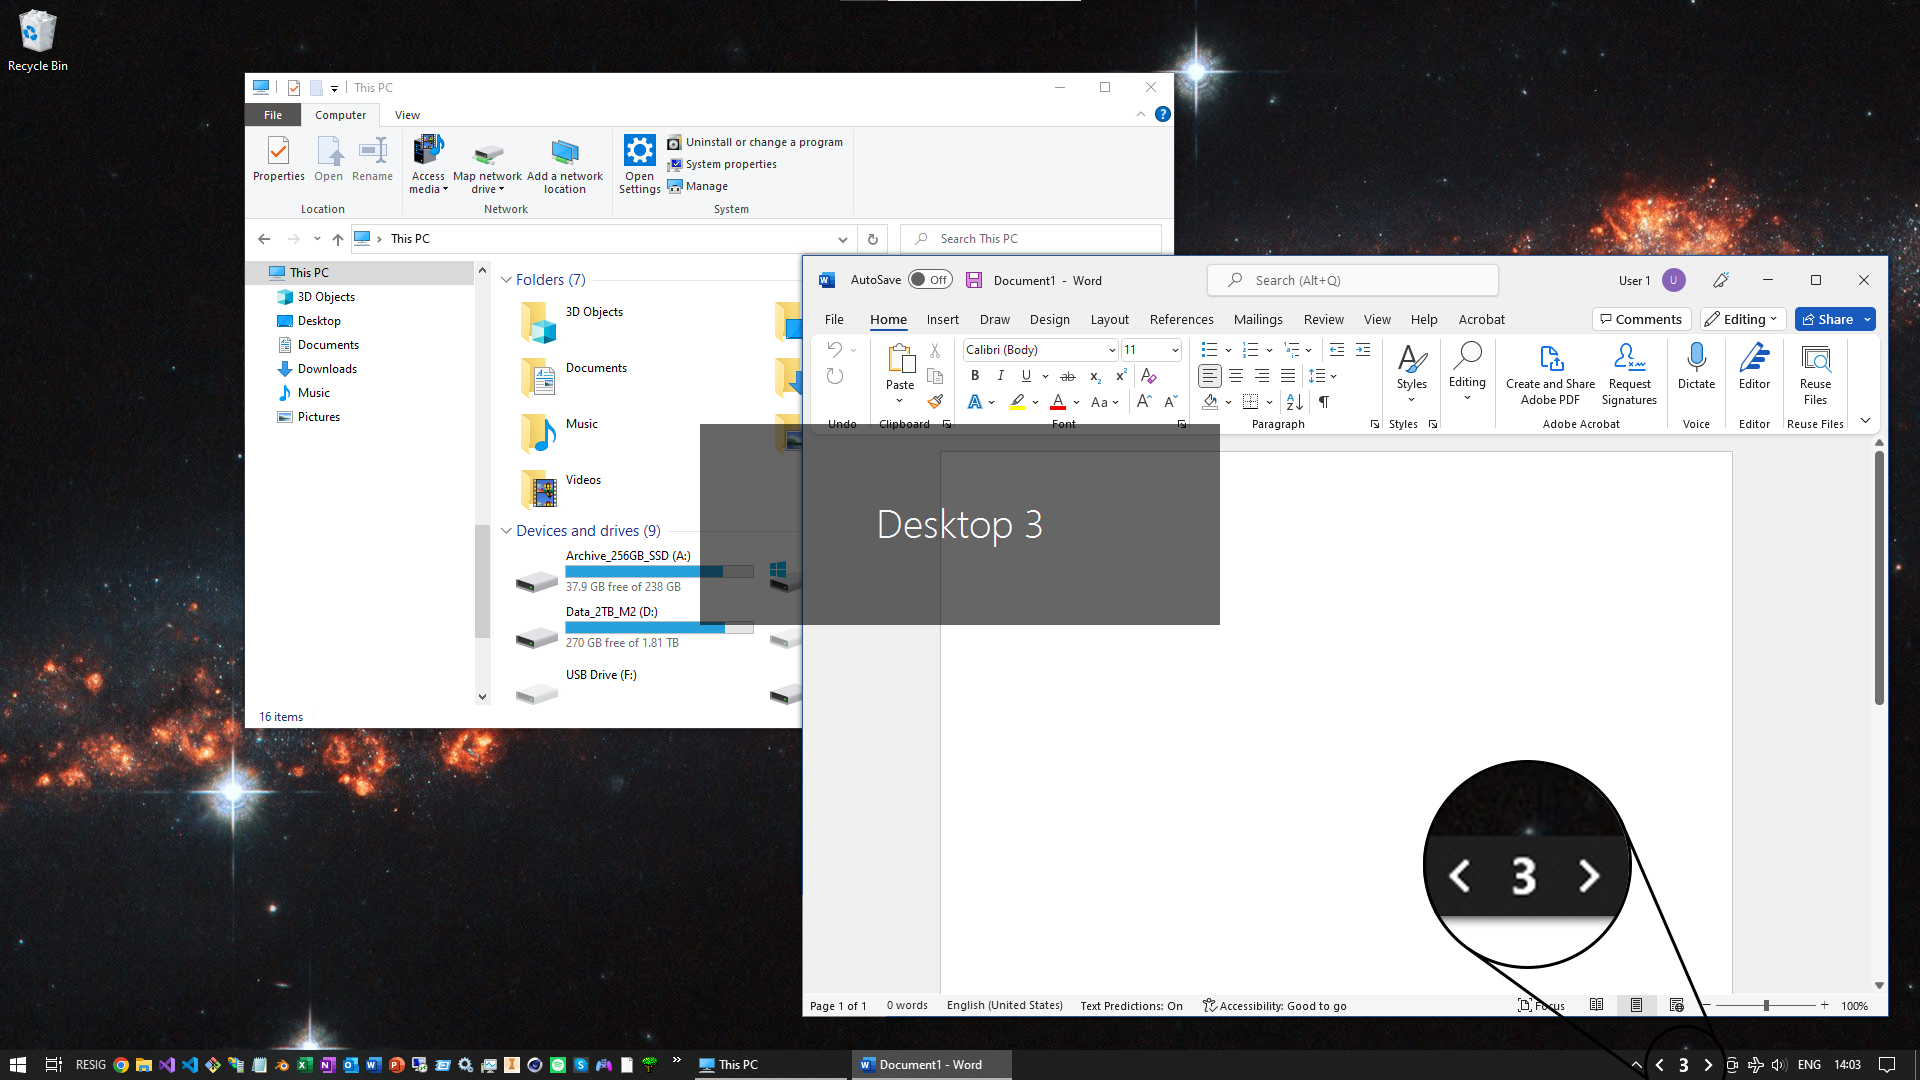 Recycle Bin
This PC
File Computer View
Properties Open Rename
Location
Access media
Map network drive
Add a network location
Network
Open Settings
Uninstall or change a program
System properties
Manage
System
This PC
Search This PC
This PC
3D Objects
Desktop
Documents
Downloads
Music
Pictures
Folders (7)
3D Objects
Documents
Music
Videos
Devices and drives (9)
Archive_256GB_SSD (A:)
37.9 GB free of 238 GB
Data_2TB_M2 (D:)
270 GB free of 1.81 TB
USB Drive (F:)
16 items
AutoSave Off Document1 - Word
Search (Alt+Q)
User 1 U
File Home Insert Draw Design Layout References Mailings Review View Help Acrobat
Comments Editing Share
Undo
Paste
Clipboard
Calibri (Body) 11
B I U ab x2 x2 A
A A Aa A A
Font
Paragraph
Styles
Styles
Editing
Create and Share Adobe PDF
Request Signatures
Adobe Acrobat
Dictate
Voice
Editor
Editor
Reuse Files
Reuse Files
Desktop 3
3
Page 1 of 1 0 words English (United States) Text Predictions: On Accessibility: Good to go Focus 100%
RESIG This PC Document1 - Word 3 ENG 14:03